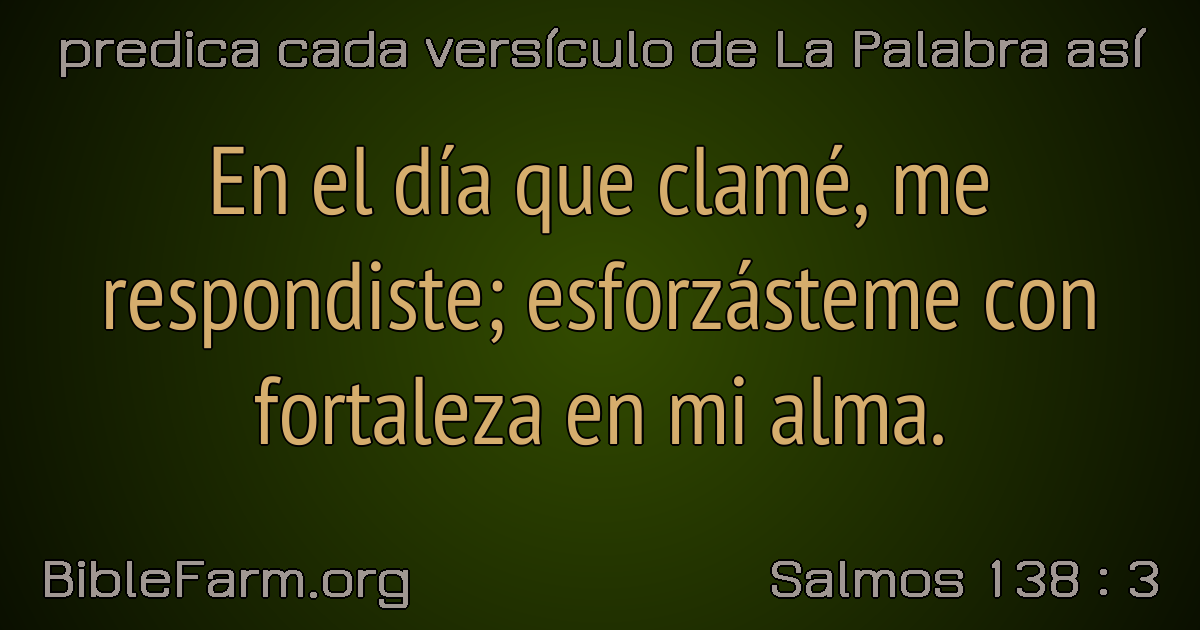 predica cada versículo de La Palabra así
En el día que clamé, me
respondiste; esforzásteme con
fortaleza en mi alma.
BibleFarm.org
Salmos 138 : 3